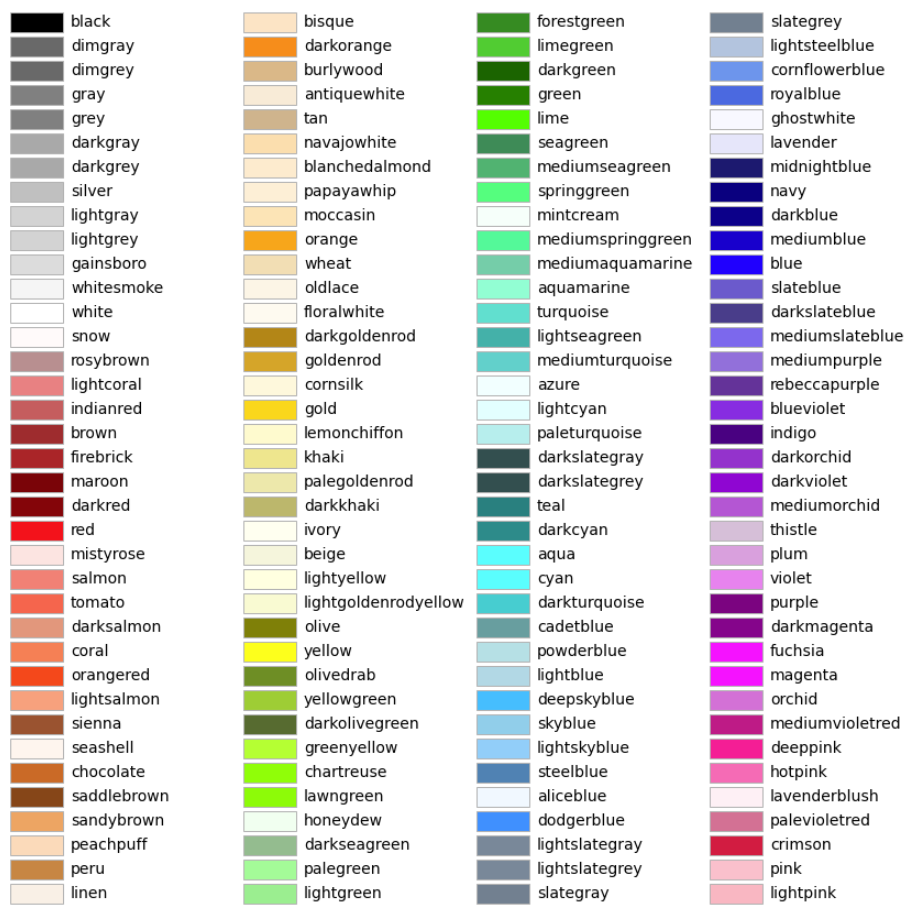 black
dimgray
dimgrey
gray
grey
darkgray
darkgrey
silver
lightgray
lightgrey
gainsboro
whitesmoke
white
snow
rosybrown
lightcoral
indianred
brown
firebrick
maroon
darkred
red
mistyrose
salmon
tomato
darksalmon
coral
orangered
lightsalmon
sienna
seashell
chocolate
saddlebrown
sandybrown
peachpuff
peru
linen
bisque
darkorange
burlywood
antiquewhite
tan
navajowhite
blanchedalmond
papayawhip
moccasin
orange
wheat
oldlace
floralwhite
darkgoldenrod
goldenrod
cornsilk
gold
lemonchiffon
khaki
palegoldenrod
darkkhaki
ivory
beige
lightyellow
lightgoldenrodyellow
olive
yellow
olivedrab
yellowgreen
darkolivegreen
greenyellow
chartreuse
lawngreen
honeydew
darkseagreen
palegreen
lightgreen
forestgreen
limegreen
darkgreen
green
lime
seagreen
mediumseagreen
springgreen
mintcream
mediumspringgreen
mediumaquamarine
aquamarine
turquoise
lightseagreen
mediumturquoise
azure
lightcyan
paleturquoise
darkslategray
darkslategrey
teal
darkcyan
aqua
cyan
darkturquoise
cadetblue
powderblue
lightblue
deepskyblue
skyblue
lightskyblue
steelblue
aliceblue
dodgerblue
lightslategray
lightslategrey
slategray
slategrey
lightsteelblue
cornflowerblue
royalblue
ghostwhite
lavender
midnightblue
navy
darkblue
mediumblue
blue
slateblue
darkslateblue
mediumslateblue
mediumpurple
rebeccapurple
blueviolet
indigo
darkorchid
darkviolet
mediumorchid
thistle
plum
violet
purple
darkmagenta
fuchsia
magenta
orchid
mediumvioletred
deeppink
hotpink
lavenderblush
palevioletred
crimson
pink
lightpink